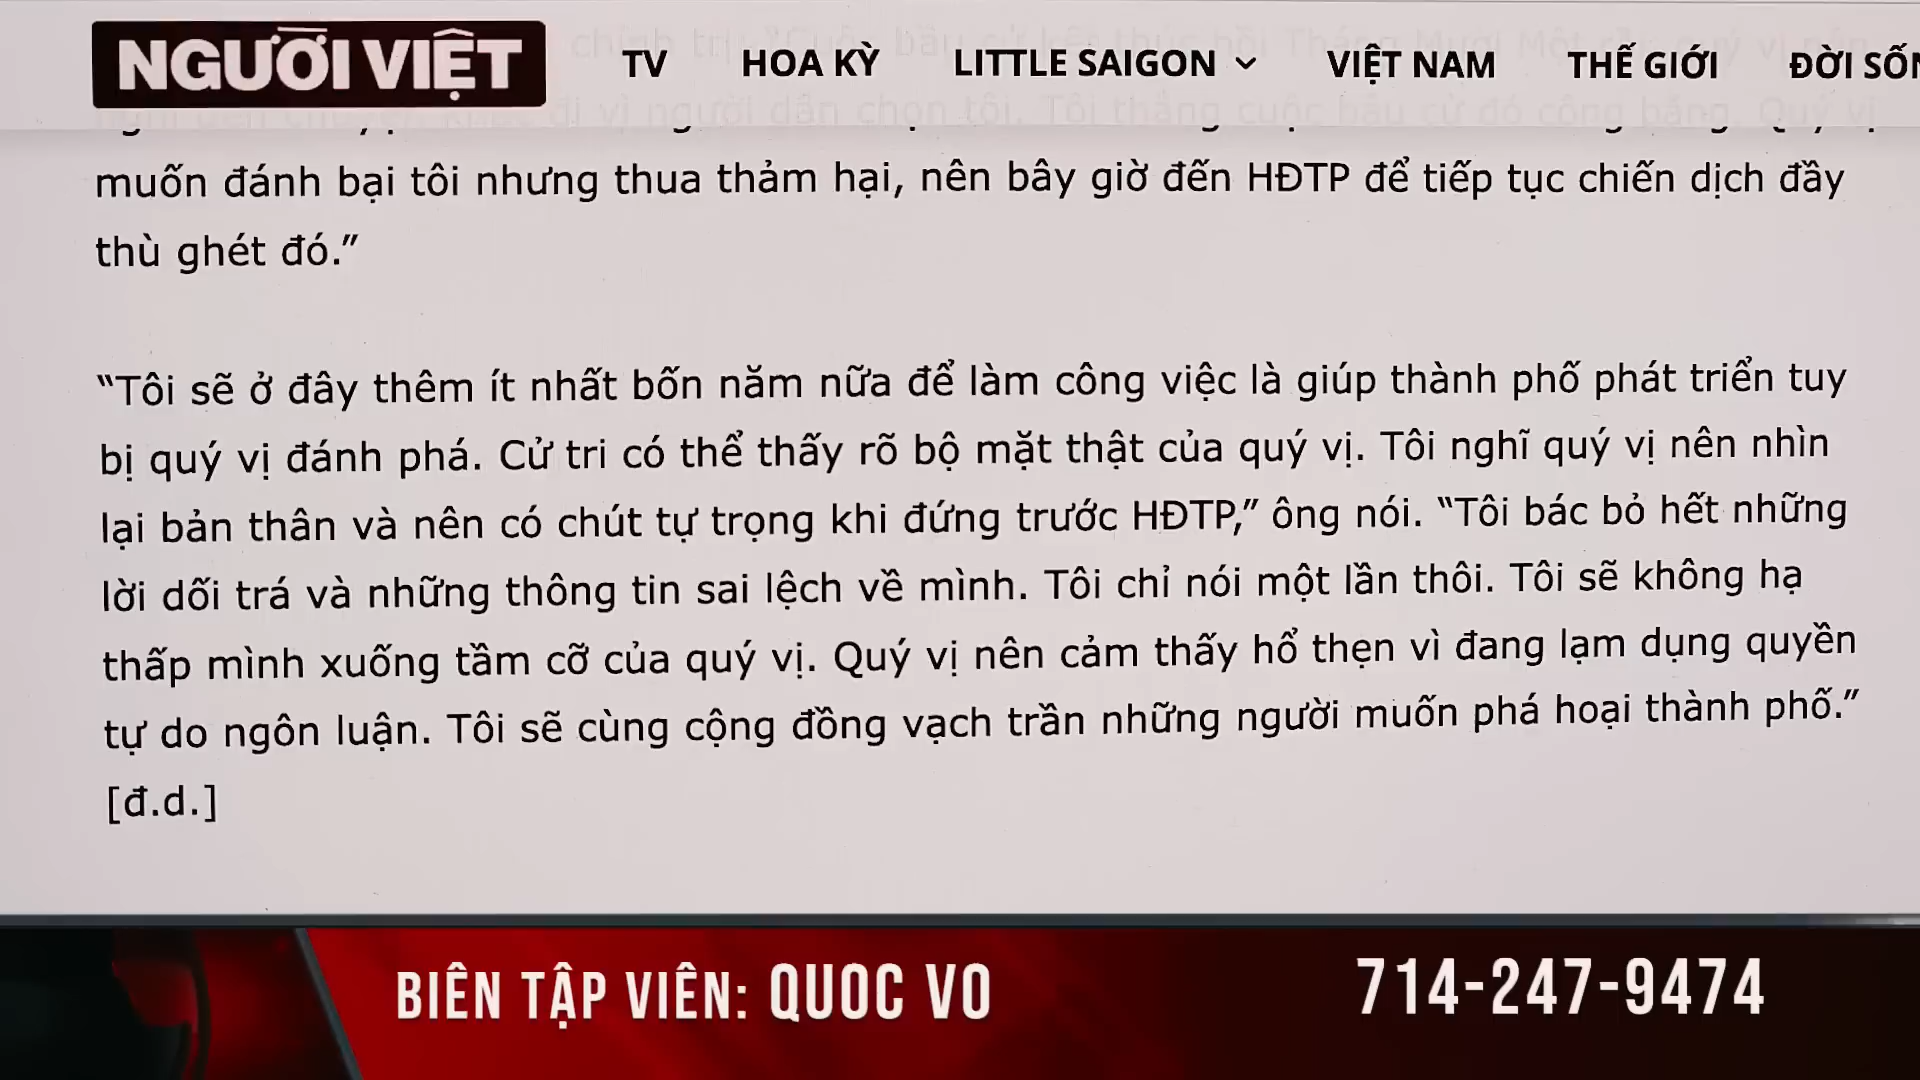 NGƯỜI VIỆT
TV HOA KỲ LITTLE SAIGON VIỆT NAM THẾ GIỚI ĐỜI SỐN
muốn đánh bại tôi nhưng thua thảm hại, nên bây giờ đến HĐTP để tiếp tục chiến dịch đầy
thù ghét đó.”
“Tôi sẽ ở đây thêm ít nhất bốn năm nữa để làm công việc là giúp thành phố phát triển tuy
bị quý vị đánh phá. Cử tri có thể thấy rõ bộ mặt thật của quý vị. Tôi nghĩ quý vị nên nhìn
lại bản thân và nên có chút tự trọng khi đứng trước HĐTP,” ông nói. “Tôi bác bỏ hết những
lời dối trá và những thông tin sai lệch về mình. Tôi chỉ nói một lần thôi. Tôi sẽ không hạ
thấp mình xuống tầm cỡ của quý vị. Quý vị nên cảm thấy hổ thẹn vì đang lạm dụng quyền
tự do ngôn luận. Tôi sẽ cùng cộng đồng vạch trần những người muốn phá hoại thành phố.”
[đ.d.]
BIÊN TẬP VIÊN: QUOC VO
714-247-9474